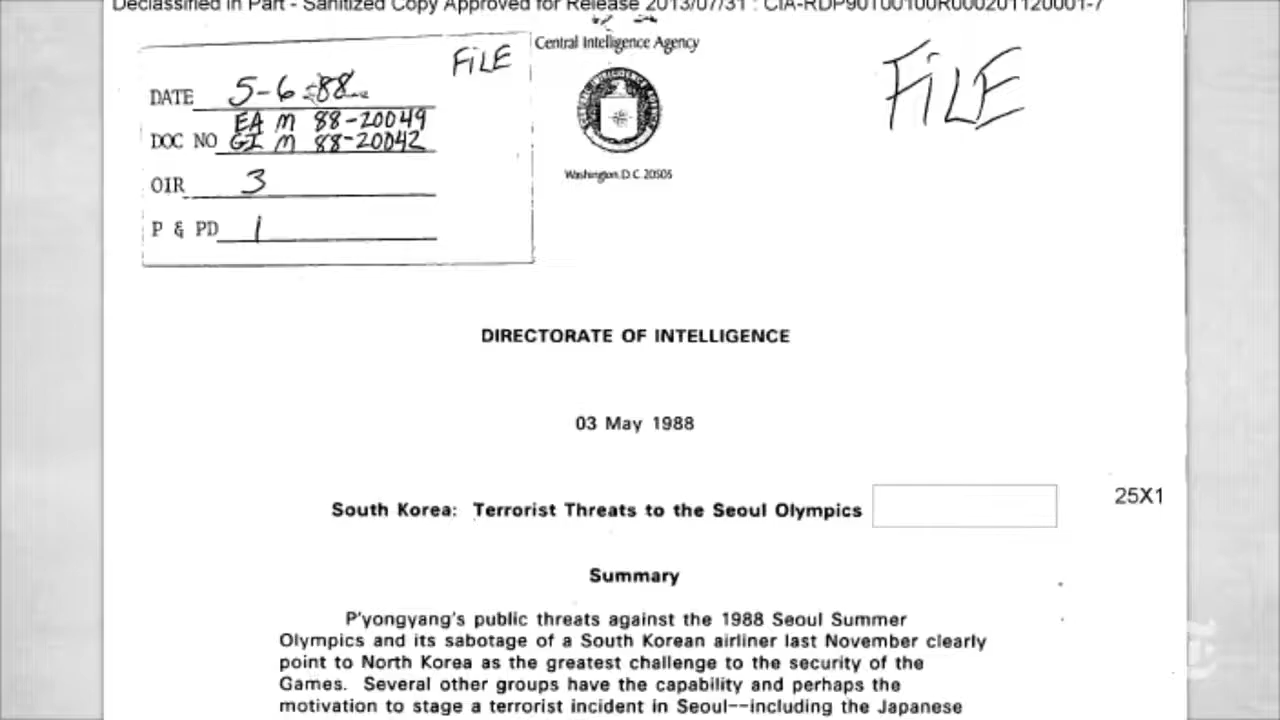 Declassified in Part - Sanitized Copy Approved for Release 2013/07/31 : CIA-RDP90T00100R000201120001-7
FiLE
DATE 5-6-88
DOC NO EA M 88-20049
GI M 88-20042
OIR 3
P & PD 1
Central Intelligence Agency
Washington, D.C. 20505
FiLE
DIRECTORATE OF INTELLIGENCE
03 May 1988
South Korea: Terrorist Threats to the Seoul Olympics
25X1
Summary
P'yongyang's public threats against the 1988 Seoul Summer
Olympics and its sabotage of a South Korean airliner last November clearly
point to North Korea as the greatest challenge to the security of the
Games. Several other groups have the capability and perhaps the
motivation to stage a terrorist incident in Seoul--including the Japanese